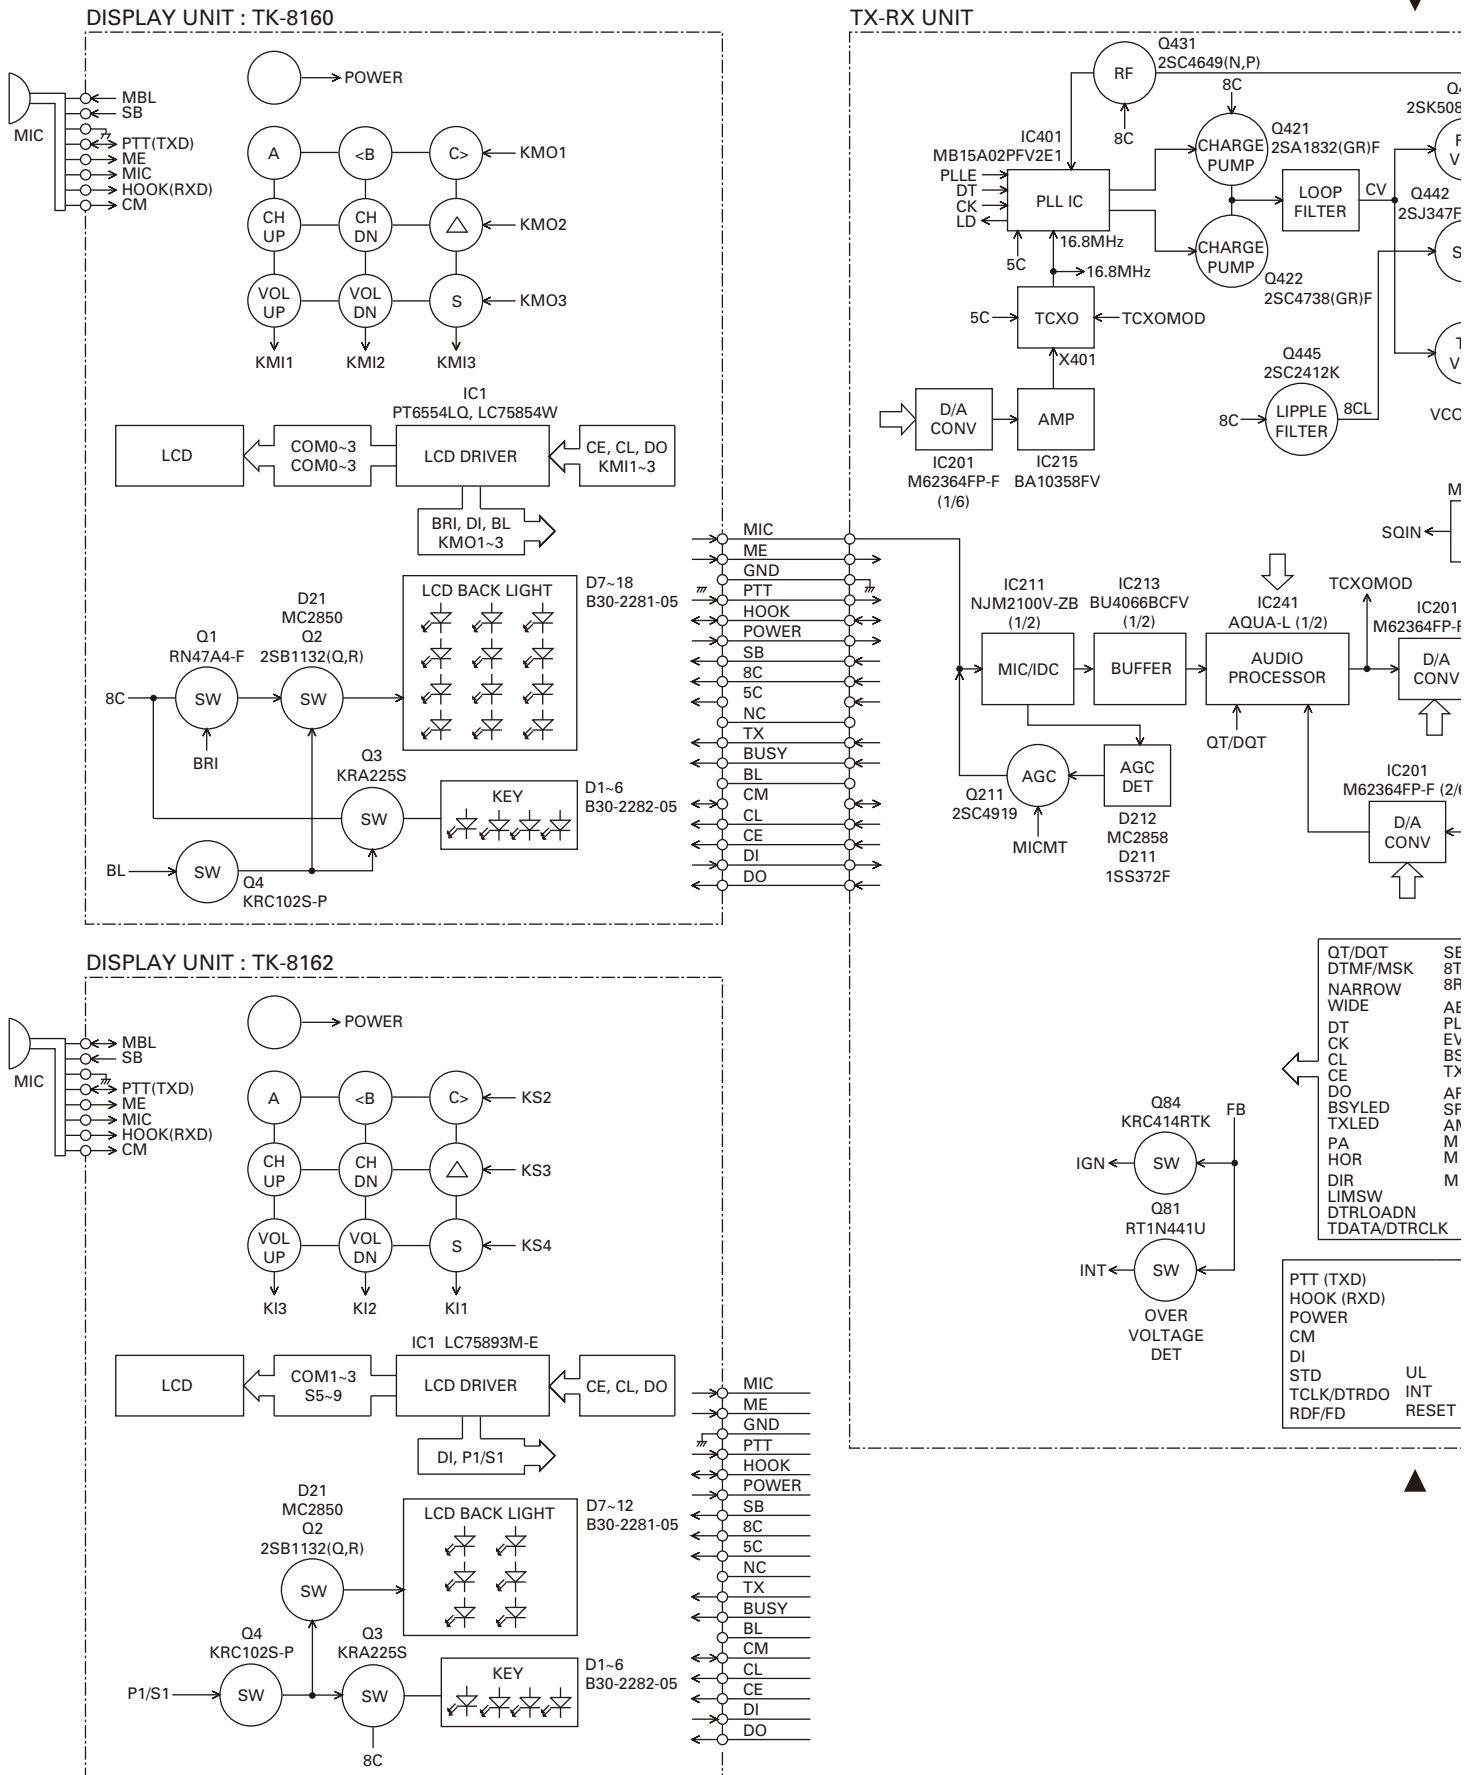 DISPLAY UNIT : TK-8160
POWER
MIC
MBL
SB
PTT(TXD)
ME
MIC
HOOK(RXD)
CM
A
<B
C>
KMO1
CH
UP
CH
DN
KMO2
VOL
UP
VOL
DN
S
KMO3
KMI1
KMI2
KMI3
IC1
PT6554LQ, LC75854W
LCD
COM0~3
COM0~3
LCD DRIVER
CE, CL, DO
KMI1~3
BRI, DI, BL
KMO1~3
LCD BACK LIGHT
D7~18
B30-2281-05
D21
MC2850
Q2
2SB1132(Q,R)
Q1
RN47A4-F
8C
SW
SW
BRI
Q3
KRA225S
SW
KEY
D1~6
B30-2282-05
BL
SW
Q4
KRC102S-P
MIC
ME
GND
PTT
HOOK
POWER
SB
8C
5C
NC
TX
BUSY
BL
CM
CL
CE
DI
DO
DISPLAY UNIT : TK-8162
POWER
MIC
MBL
SB
PTT(TXD)
ME
MIC
HOOK(RXD)
CM
A
<B
C>
KS2
CH
UP
CH
DN
KS3
VOL
UP
VOL
DN
S
KS4
KI3
KI2
KI1
IC1 LC75893M-E
LCD
COM1~3
S5~9
LCD DRIVER
CE, CL, DO
DI, P1/S1
LCD BACK LIGHT
D7~12
B30-2281-05
D21
MC2850
Q2
2SB1132(Q,R)
SW
Q4
KRC102S-P
Q3
KRA225S
P1/S1
SW
SW
8C
KEY
D1~6
B30-2282-05
MIC
ME
GND
PTT
HOOK
POWER
SB
8C
5C
NC
TX
BUSY
BL
CM
CL
CE
DI
DO
TX-RX UNIT
RF
Q431
2SC4649(N,P)
8C
8C
IC401
MB15A02PFV2E1
PLLE
DT
CK
LD
PLL IC
5C
16.8MHz
16.8MHz
CHARGE
PUMP
Q421
2SA1832(GR)F
CHARGE
PUMP
Q422
2SC4738(GR)F
LOOP
FILTER
CV
2SK508
Q442
2SJ347F
5C
TCXO
TCXOMOD
X401
D/A
CONV
AMP
IC201
M62364FP-F
(1/6)
IC215
BA10358FV
Q445
2SC2412K
8C
LIPPLE
FILTER
8CL
VCO
SQIN
IC211
NJM2100V-ZB
(1/2)
MIC/IDC
IC213
BU4066BCFV
(1/2)
BUFFER
IC241
AQUA-L (1/2)
AUDIO
PROCESSOR
TCXOMOD
IC201
M62364FP-F
D/A
CONV
QT/DQT
AGC
Q211
2SC4919
MICMT
AGC
DET
D212
MC2858
D211
1SS372F
IC201
M62364FP-F (2/6
D/A
CONV
QT/DQT
DTMF/MSK
NARROW
WIDE
DT
CK
CL
CE
DO
BSYLED
TXLED
PA
HOR
DIR
LIMSW
DTRLOADN
TDATA/DTRCLK
Q84
KRC414RTK
FB
IGN
SW
Q81
RT1N441U
INT
SW
OVER
VOLTAGE
DET
PTT (TXD)
HOOK (RXD)
POWER
CM
DI
STD
TCLK/DTRDO
RDF/FD
UL
INT
RESET